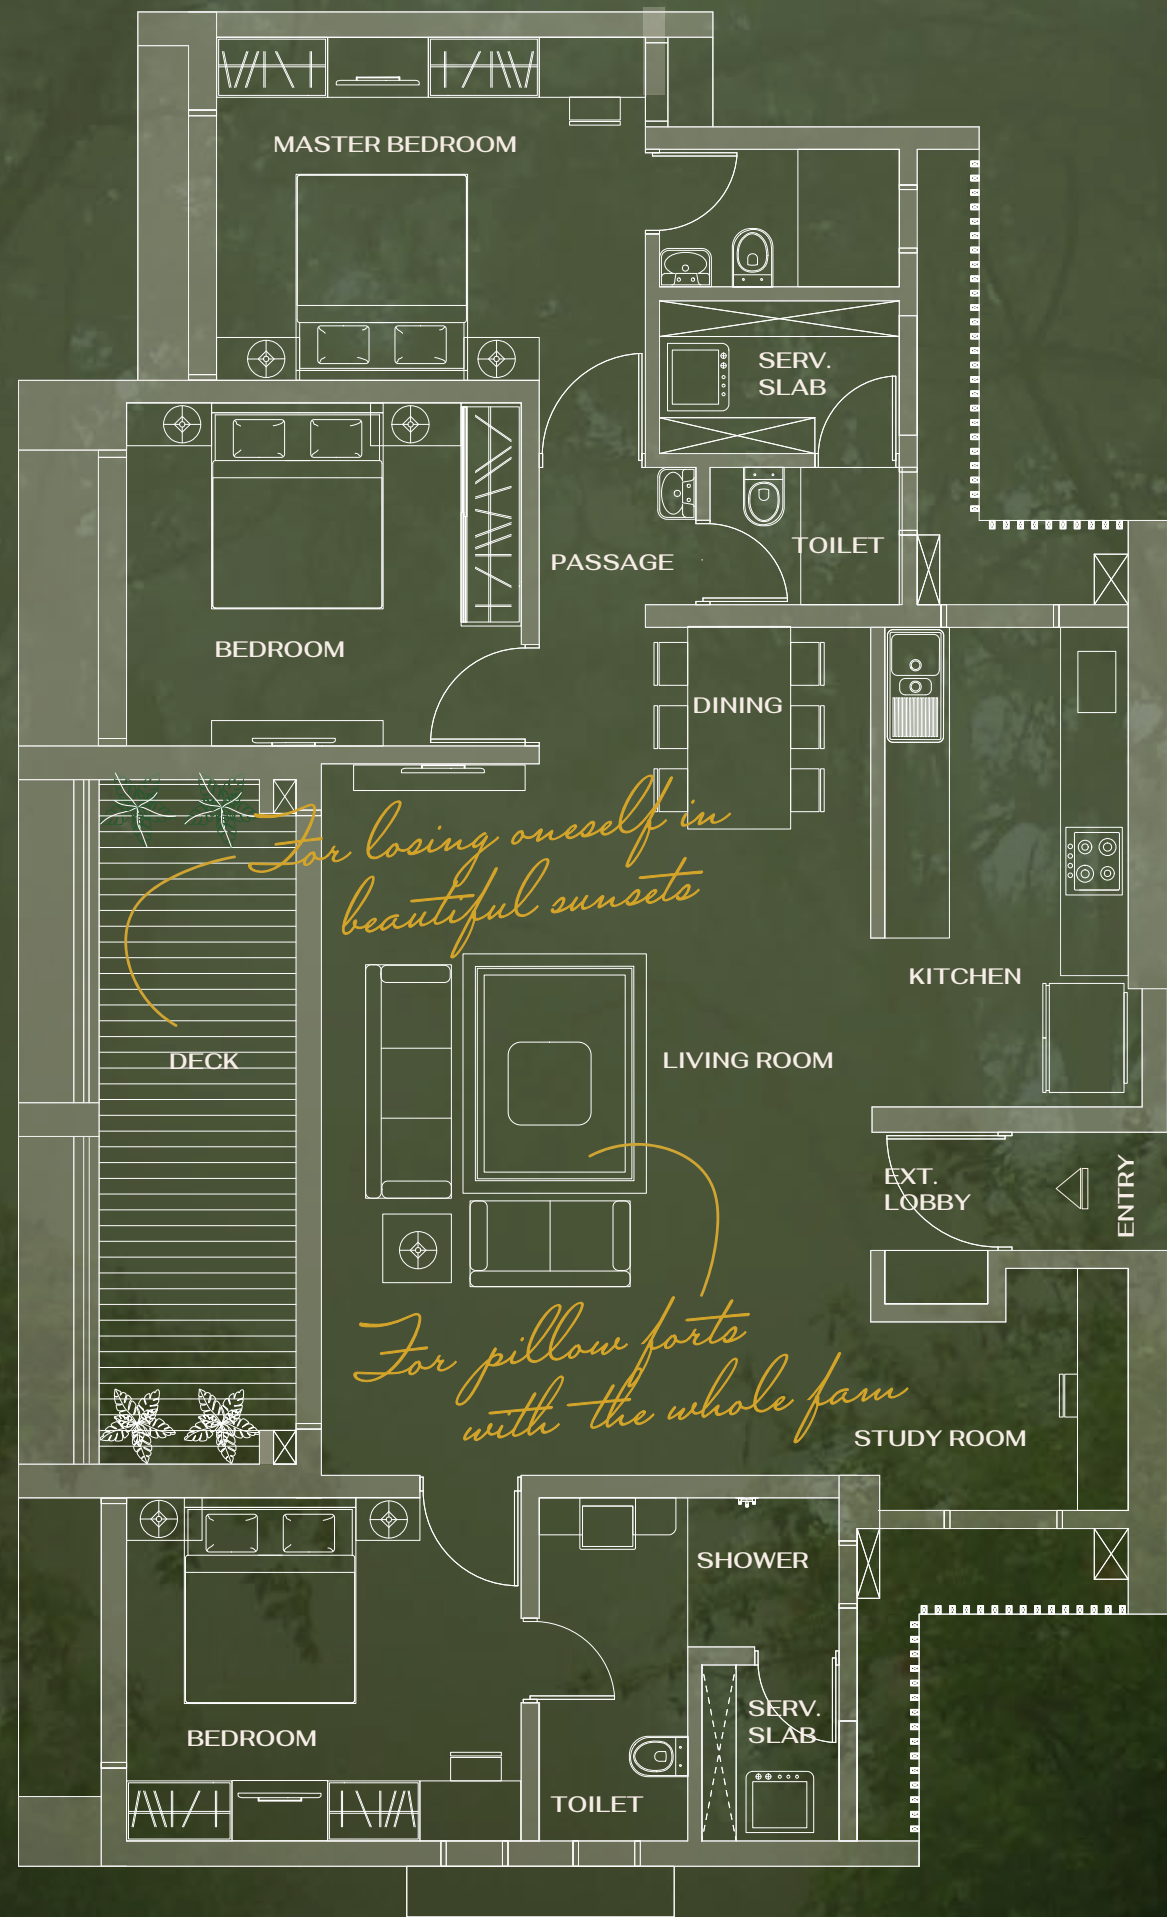 MASTER BEDROOM
SERV.
SLAB
TOILET
PASSAGE
BEDROOM
DINING
For losing oneself in
beautiful sunsets
KITCHEN
DECK
LIVING ROOM
EXT.
LOBBY
ENTRY
For pillow forts
with the whole fam
STUDY ROOM
SHOWER
SERV.
SLAB
BEDROOM
TOILET